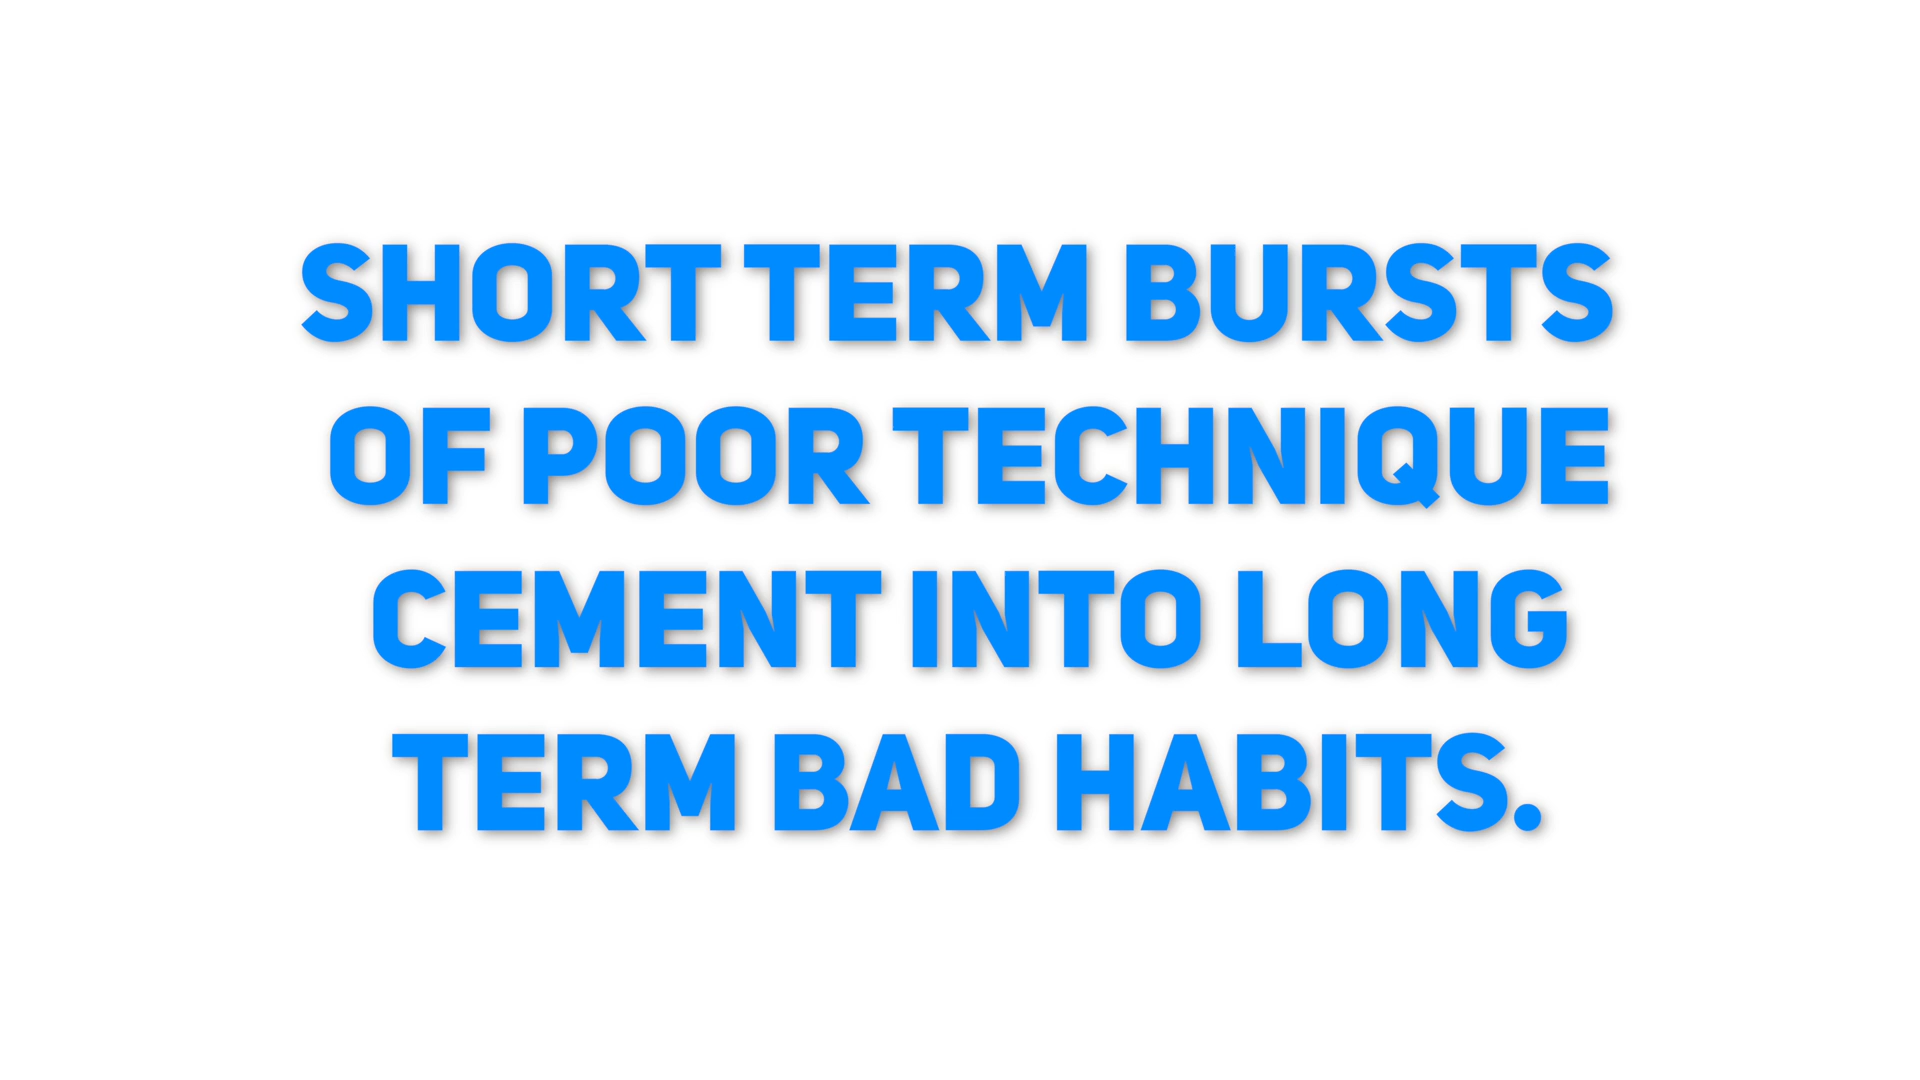 SHORT TERM BURSTS
OF POOR TECHNIQUE
CEMENT INTO LONG
TERM BAD HABITS.